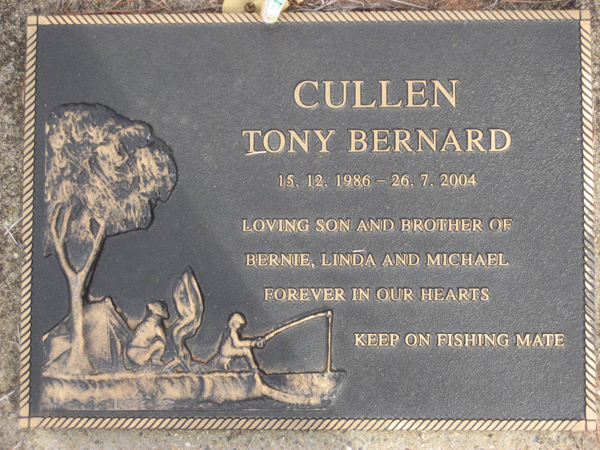 CULLEN
TONY BERNARD
15. 12. 1986 – 26. 7. 2004
LOVING SON AND BROTHER OF
BERNIE, LINDA AND MICHAEL
FOREVER IN OUR HEARTS
KEEP ON FISHING MATE